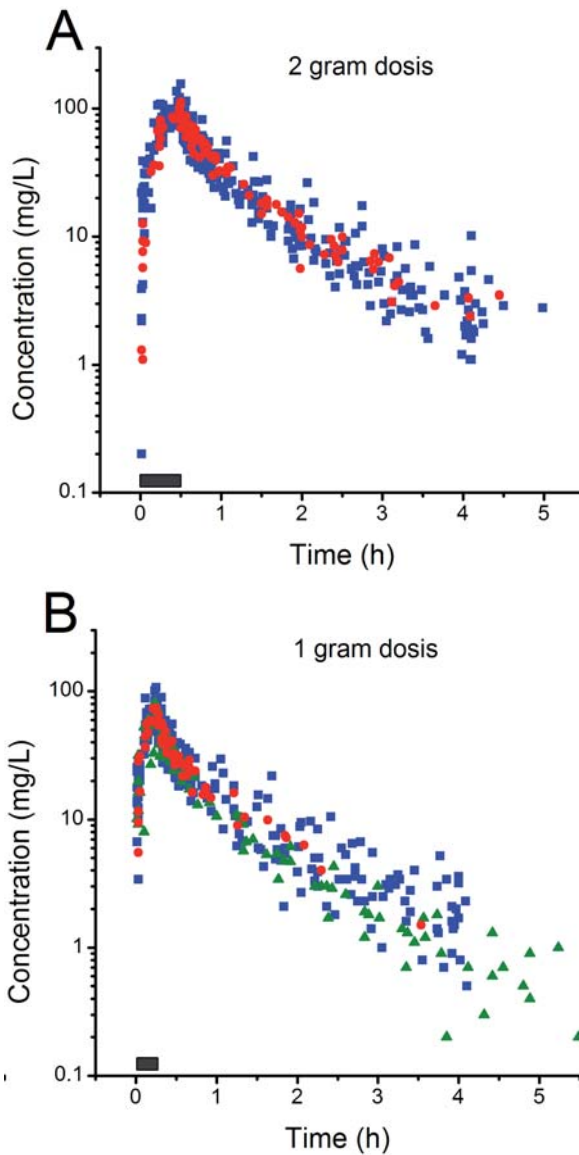 A
2 gram dosis
Concentration (mg/L)
100
10
1
0.1
0 1 2 3 4 5
Time (h)
B
1 gram dosis
Concentration (mg/L)
100
10
1
0.1
0 1 2 3 4 5
Time (h)